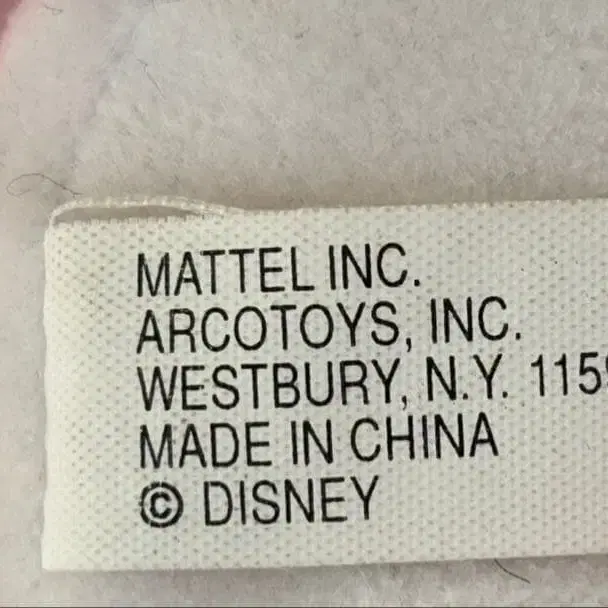 MATTEL INC.
ARCOTOYS, INC.
WESTBURY, N.Y.
MADE IN CHINA
© DISNEY